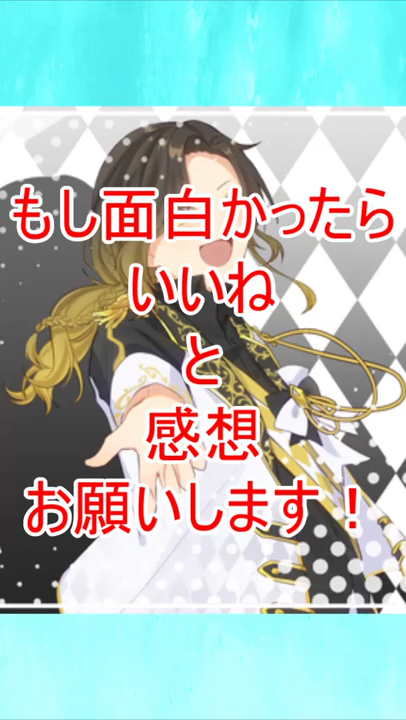 もし面白かったら
いいね
と
感想
お願いします！